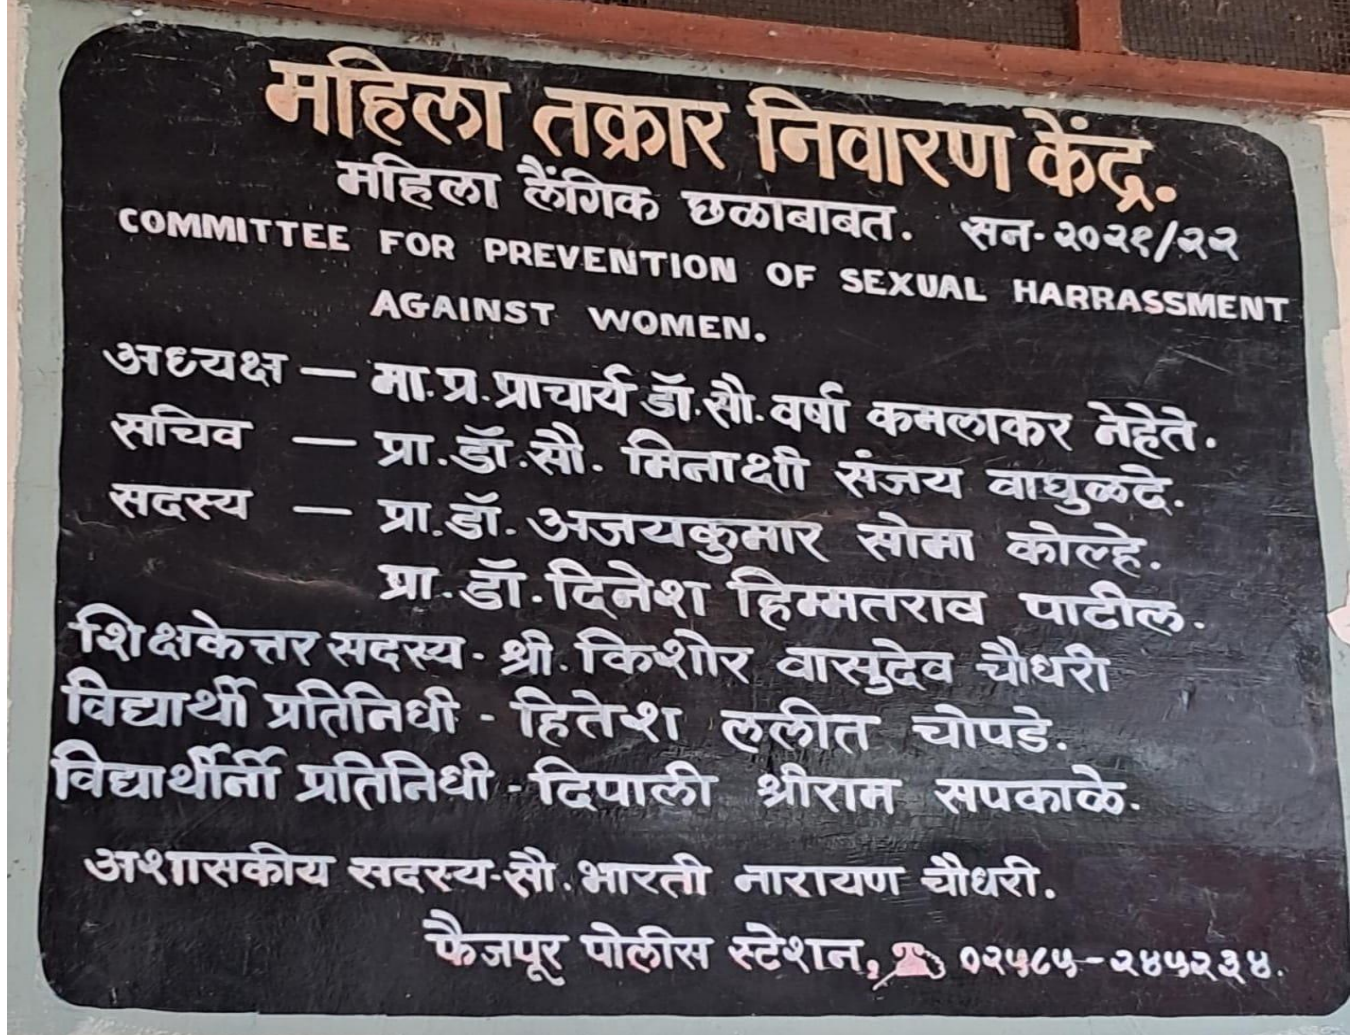 महिला तक्रार निवारण केंद्र.
महिला लैंगिक छळाबाबत. सन-२०२१/२२
COMMITTEE FOR PREVENTION OF SEXUAL HARRASSMENT
AGAINST WOMEN.
अध्यक्ष — मा.प्र.प्राचार्य डॉ.सौ.वर्षा कमलाकर नेहेते.
सचिव — प्रा.डॉ.सौ. मिनाक्षी संजय वाघुळदे.
सदस्य — प्रा.डॉ. अजयकुमार सोमा कोल्हे.
प्रा.डॉ.दिनेश हिम्मतराव पाटील.
शिक्षकेत्तर सदस्य - श्री. किशोर वासुदेव चौधरी
विद्यार्थी प्रतिनिधी - हितेश ललीत चोपडे.
विद्यार्थीर्नी प्रतिनिधी - दिपाली श्रीराम सपकाळे.
अशासकीय सदस्य-सौ.भारती नारायण चौधरी.
फैजपूर पोलीस स्टेशन, ०२५८५-२४५२३४.